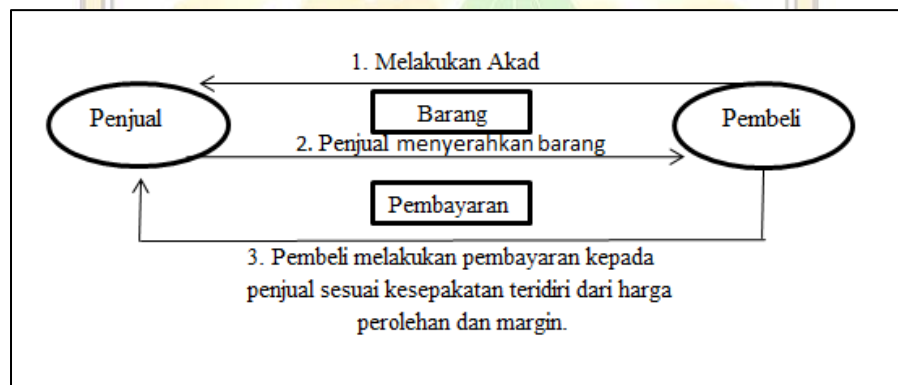 1. Melakukan Akad
Penjual
Barang
Pembeli
2. Penjual menyerahkan barang
Pembayaran
3. Pembeli melakukan pembayaran kepada
penjual sesuai kesepakatan teridiri dari harga
perolehan dan margin.